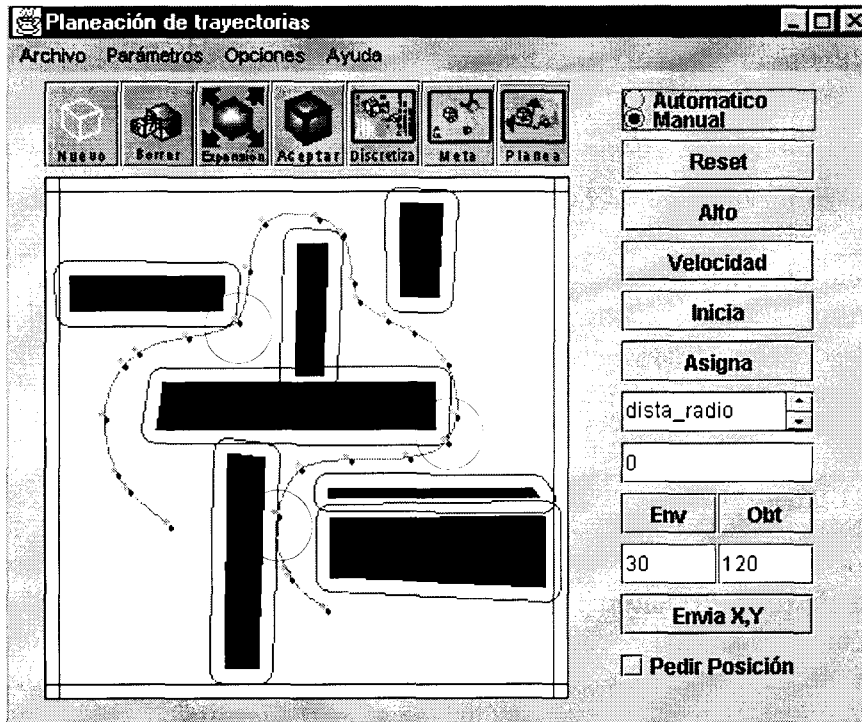 Planeación de trayectorias
Archivo Parámetros Opciones Ayuda
Nuevo Borrar Expansión Aceptar Discretiza Meta Planea
Automatico
Manual
Reset
Alto
Velocidad
Inicia
Asigna
dista_radio
0
Env Obt
30 120
Envia X,Y
Pedir Posición